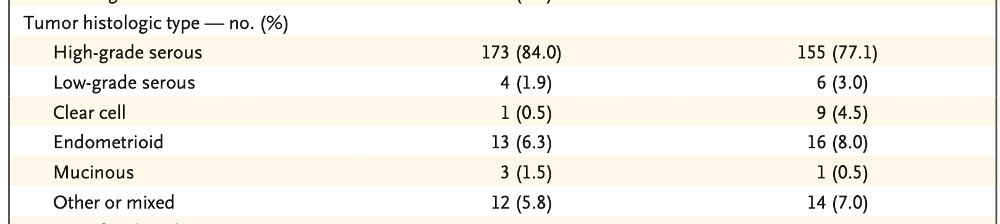 Tumor histologic type — no. (%)
High-grade serous 173 (84.0) 155 (77.1)
Low-grade serous 4 (1.9) 6 (3.0)
Clear cell 1 (0.5) 9 (4.5)
Endometrioid 13 (6.3) 16 (8.0)
Mucinous 3 (1.5) 1 (0.5)
Other or mixed 12 (5.8) 14 (7.0)